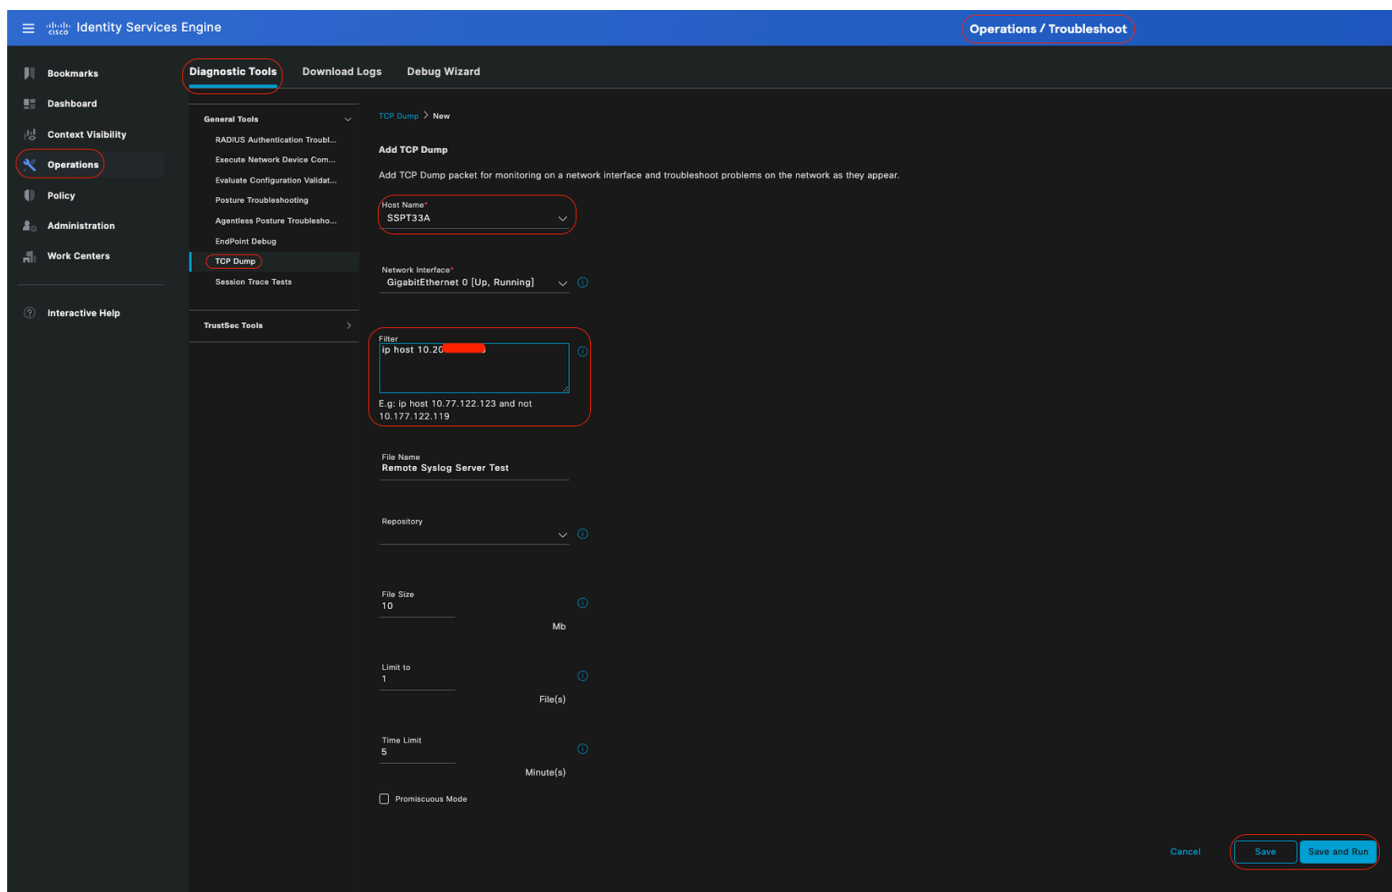 cisco Identity Services Engine
Operations / Troubleshoot
Bookmarks
Dashboard
Context Visibility
Operations
Policy
Administration
Work Centers
Interactive Help
Diagnostic Tools
Download Logs
Debug Wizard
General Tools
RADIUS Authentication Troubl...
Execute Network Device Com...
Evaluate Configuration Validat...
Posture Troubleshooting
Agentless Posture Troublesho...
EndPoint Debug
TCP Dump
Session Trace Tests
TrustSec Tools
TCP Dump > New
Add TCP Dump
Add TCP Dump packet for monitoring on a network interface and troubleshoot problems on the network as they appear.
Host Name*
SSPT33A
Network Interface*
GigabitEthernet 0 [Up, Running]
Filter
ip host 10.20
E.g: ip host 10.77.122.123 and not
10.177.122.119
File Name
Remote Syslog Server Test
Repository
File Size
10
Mb
Limit to
1
File(s)
Time Limit
5
Minute(s)
Promiscuous Mode
Cancel
Save
Save and Run